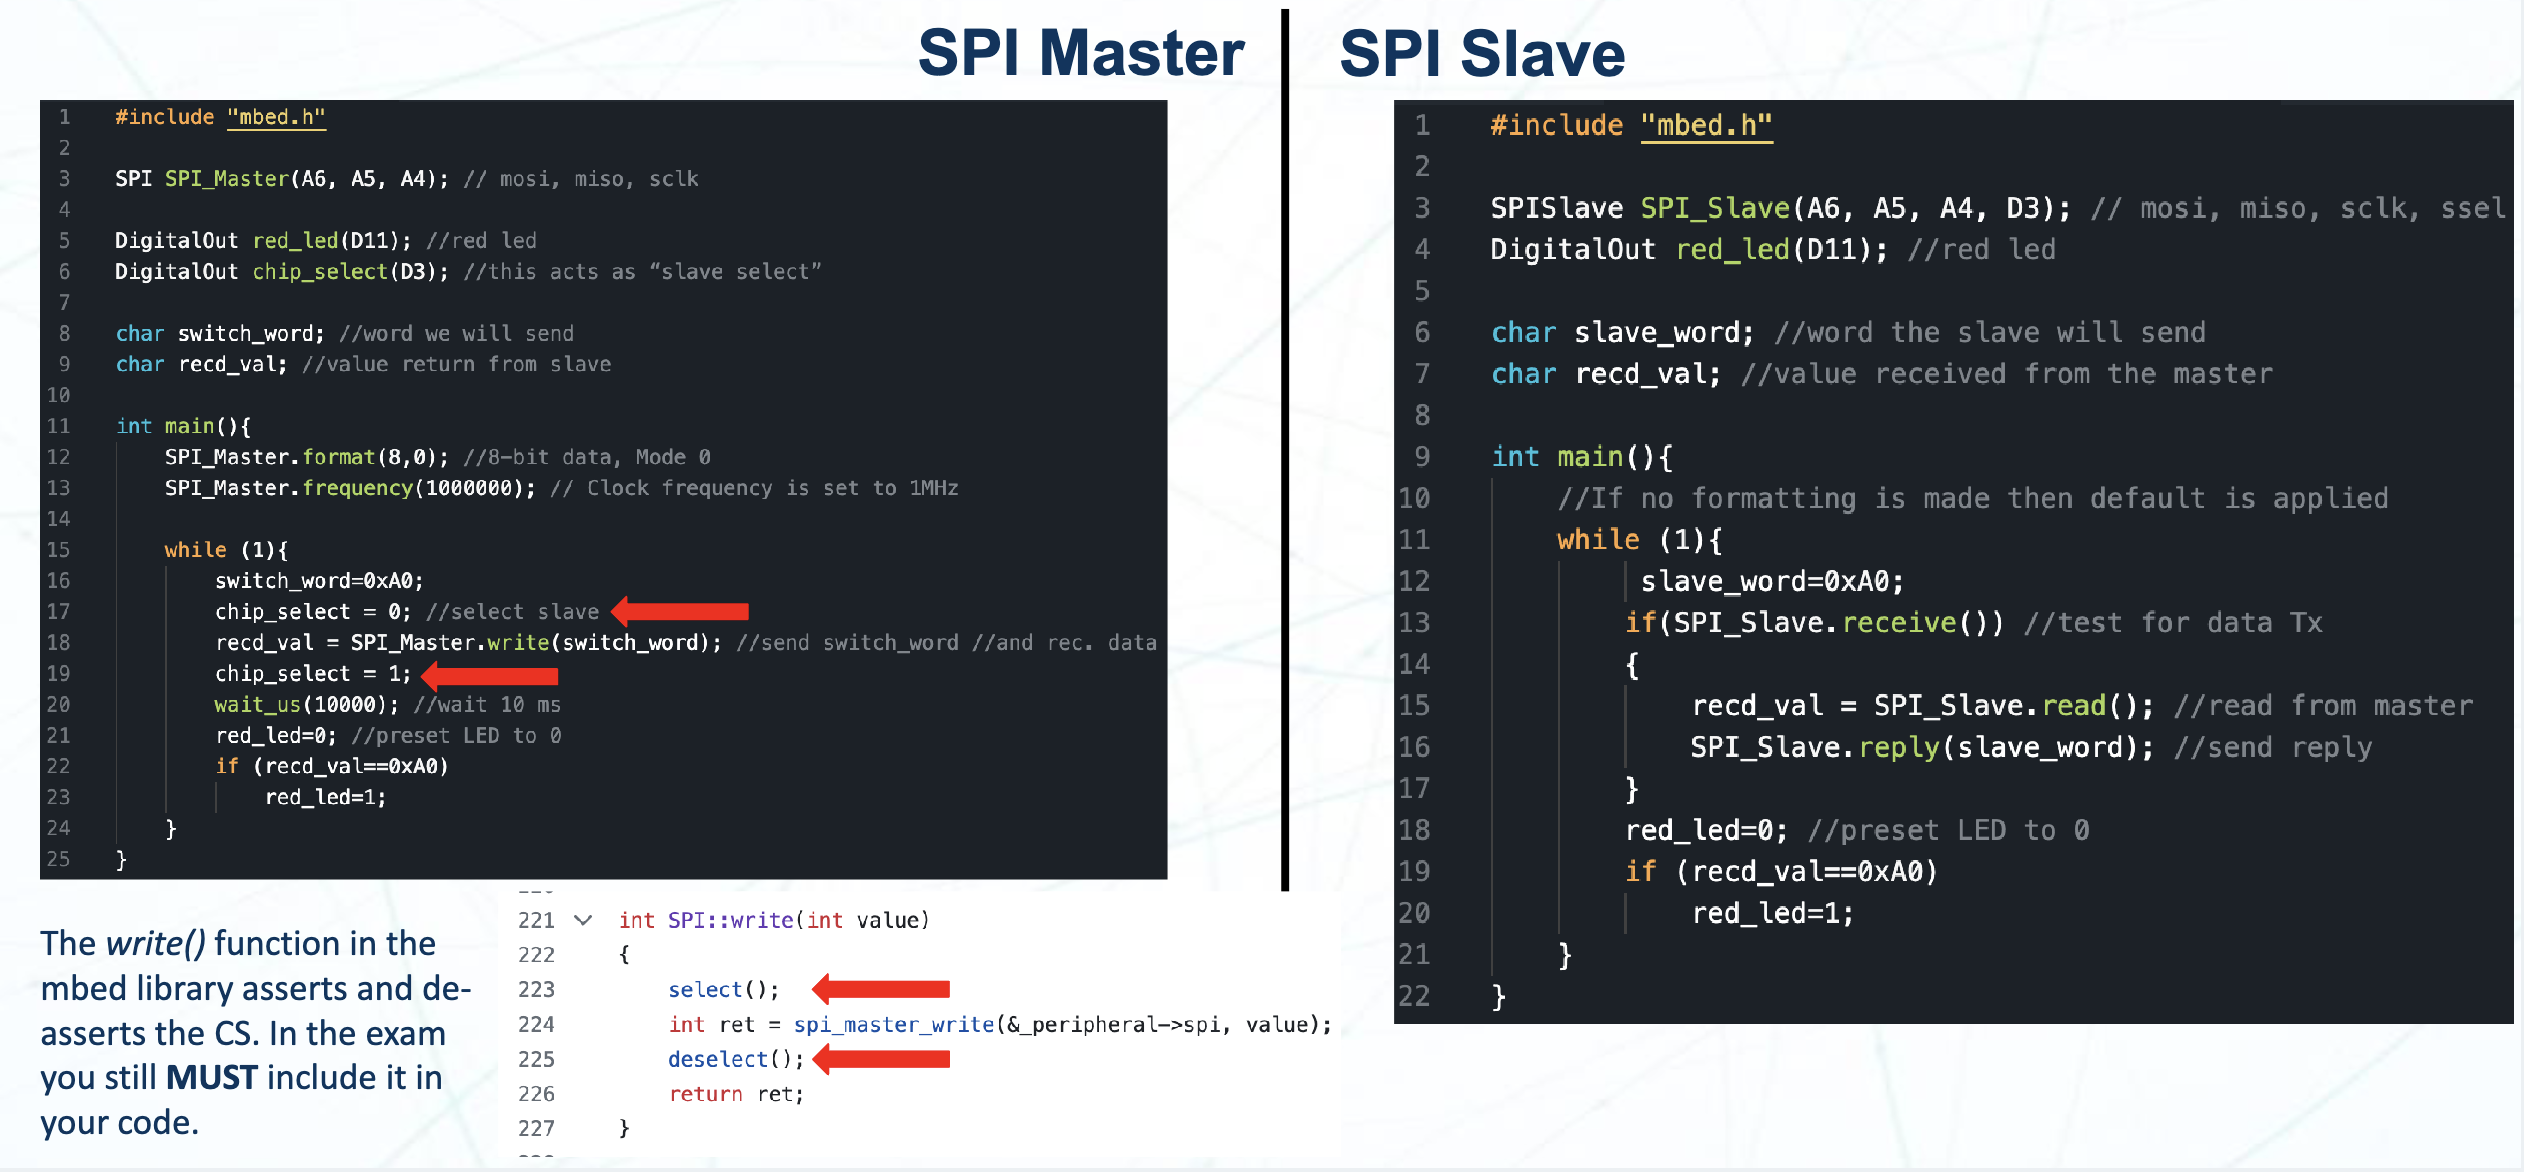 SPI Master
1 #include "mbed.h"
2
3 SPI SPI_Master(A6, A5, A4); // mosi, miso, sclk
4
5 DigitalOut red_led(D11); //red led
6 DigitalOut chip_select(D3); //this acts as “slave select”
7
8 char switch_word; //word we will send
9 char recd_val; //value return from slave
10
11 int main(){
12 SPI_Master.format(8,0); //8-bit data, Mode 0
13 SPI_Master.frequency(1000000); // Clock frequency is set to 1MHz
14
15 while (1){
16 switch_word=0xA0;
17 chip_select = 0; //select slave
18 recd_val = SPI_Master.write(switch_word); //send switch_word //and rec. data
19 chip_select = 1;
20 wait_us(10000); //wait 10 ms
21 red_led=0; //preset LED to 0
22 if (recd_val==0xA0)
23 red_led=1;
24 }
25 }
The write() function in the
mbed library asserts and de-
asserts the CS. In the exam
you still MUST include it in
your code.
221 int SPI::write(int value)
222 {
223 select();
224 int ret = spi_master_write(&_peripheral->spi, value);
225 deselect();
226 return ret;
227 }
SPI Slave
1 #include "mbed.h"
2
3 SPISlave SPI_Slave(A6, A5, A4, D3); // mosi, miso, sclk, ssel
4 DigitalOut red_led(D11); //red led
5
6 char slave_word; //word the slave will send
7 char recd_val; //value received from the master
8
9 int main(){
10 //If no formatting is made then default is applied
11 while (1){
12 slave_word=0xA0;
13 if(SPI_Slave.receive()) //test for data Tx
14 {
15 recd_val = SPI_Slave.read(); //read from master
16 SPI_Slave.reply(slave_word); //send reply
17 }
18 red_led=0; //preset LED to 0
19 if (recd_val==0xA0)
20 red_led=1;
21 }
22 }